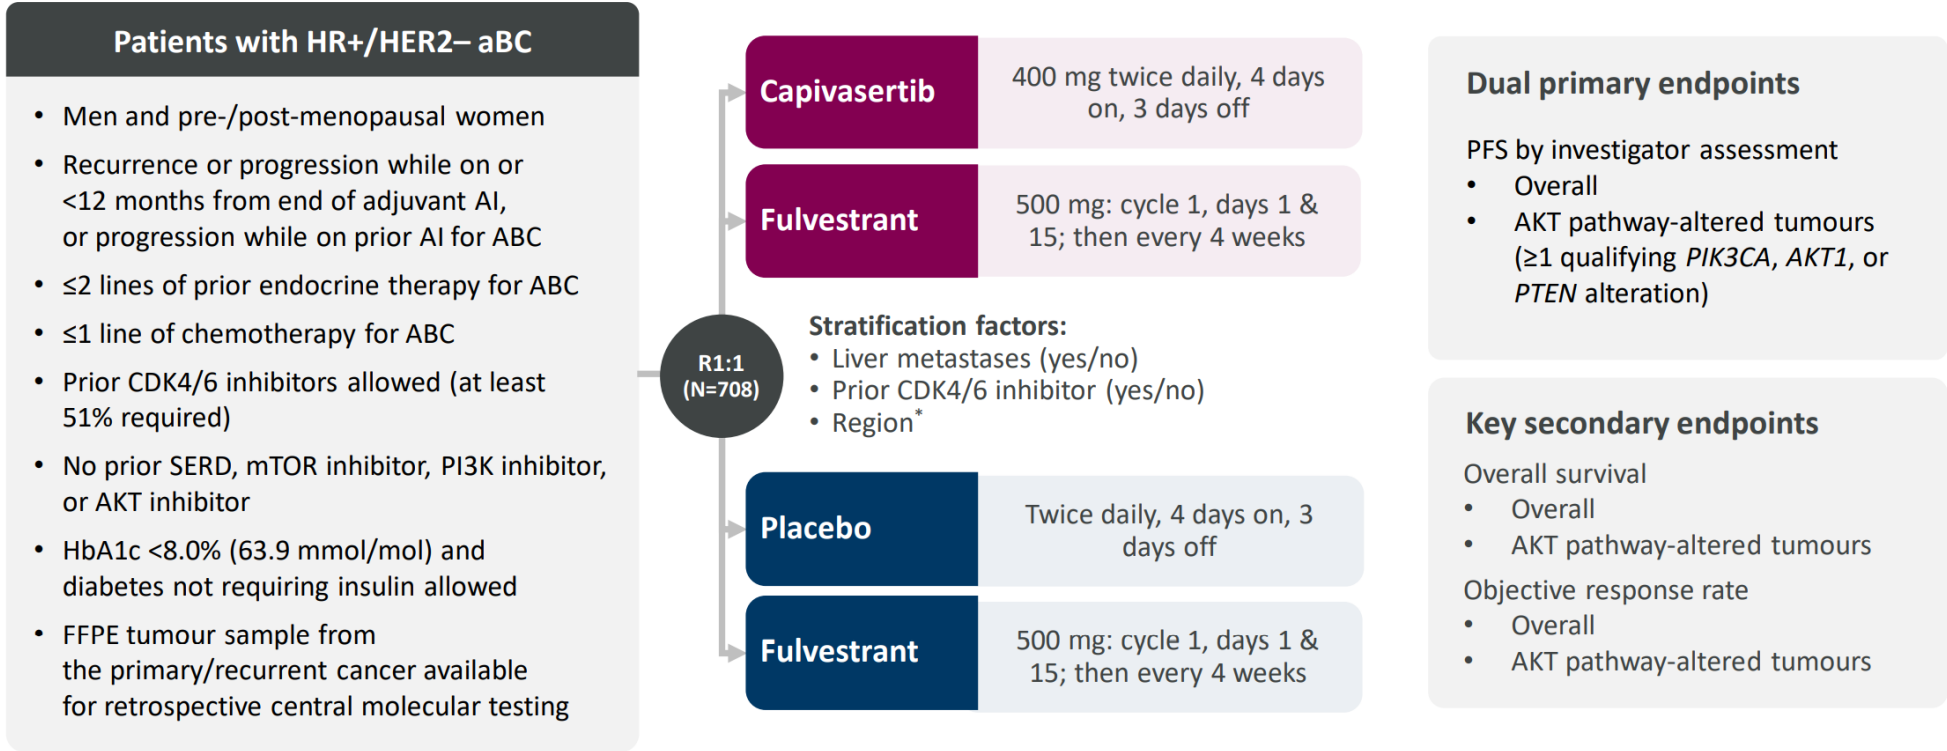 Patients with HR+/HER2– aBC
• Men and pre-/post-menopausal women
• Recurrence or progression while on or
<12 months from end of adjuvant AI,
or progression while on prior AI for ABC
• ≤2 lines of prior endocrine therapy for ABC
• ≤1 line of chemotherapy for ABC
• Prior CDK4/6 inhibitors allowed (at least
51% required)
• No prior SERD, mTOR inhibitor, PI3K inhibitor,
or AKT inhibitor
• HbA1c <8.0% (63.9 mmol/mol) and
diabetes not requiring insulin allowed
• FFPE tumour sample from
the primary/recurrent cancer available
for retrospective central molecular testing
R1:1
(N=708)
Capivasertib
400 mg twice daily, 4 days
on, 3 days off
Fulvestrant
500 mg: cycle 1, days 1 &
15; then every 4 weeks
Stratification factors:
• Liver metastases (yes/no)
• Prior CDK4/6 inhibitor (yes/no)
• Region*
Placebo
Twice daily, 4 days on, 3
days off
Fulvestrant
500 mg: cycle 1, days 1 &
15; then every 4 weeks
Dual primary endpoints
PFS by investigator assessment
• Overall
• AKT pathway-altered tumours
(≥1 qualifying PIK3CA, AKT1, or
PTEN alteration)
Key secondary endpoints
Overall survival
• Overall
• AKT pathway-altered tumours
Objective response rate
• Overall
• AKT pathway-altered tumours